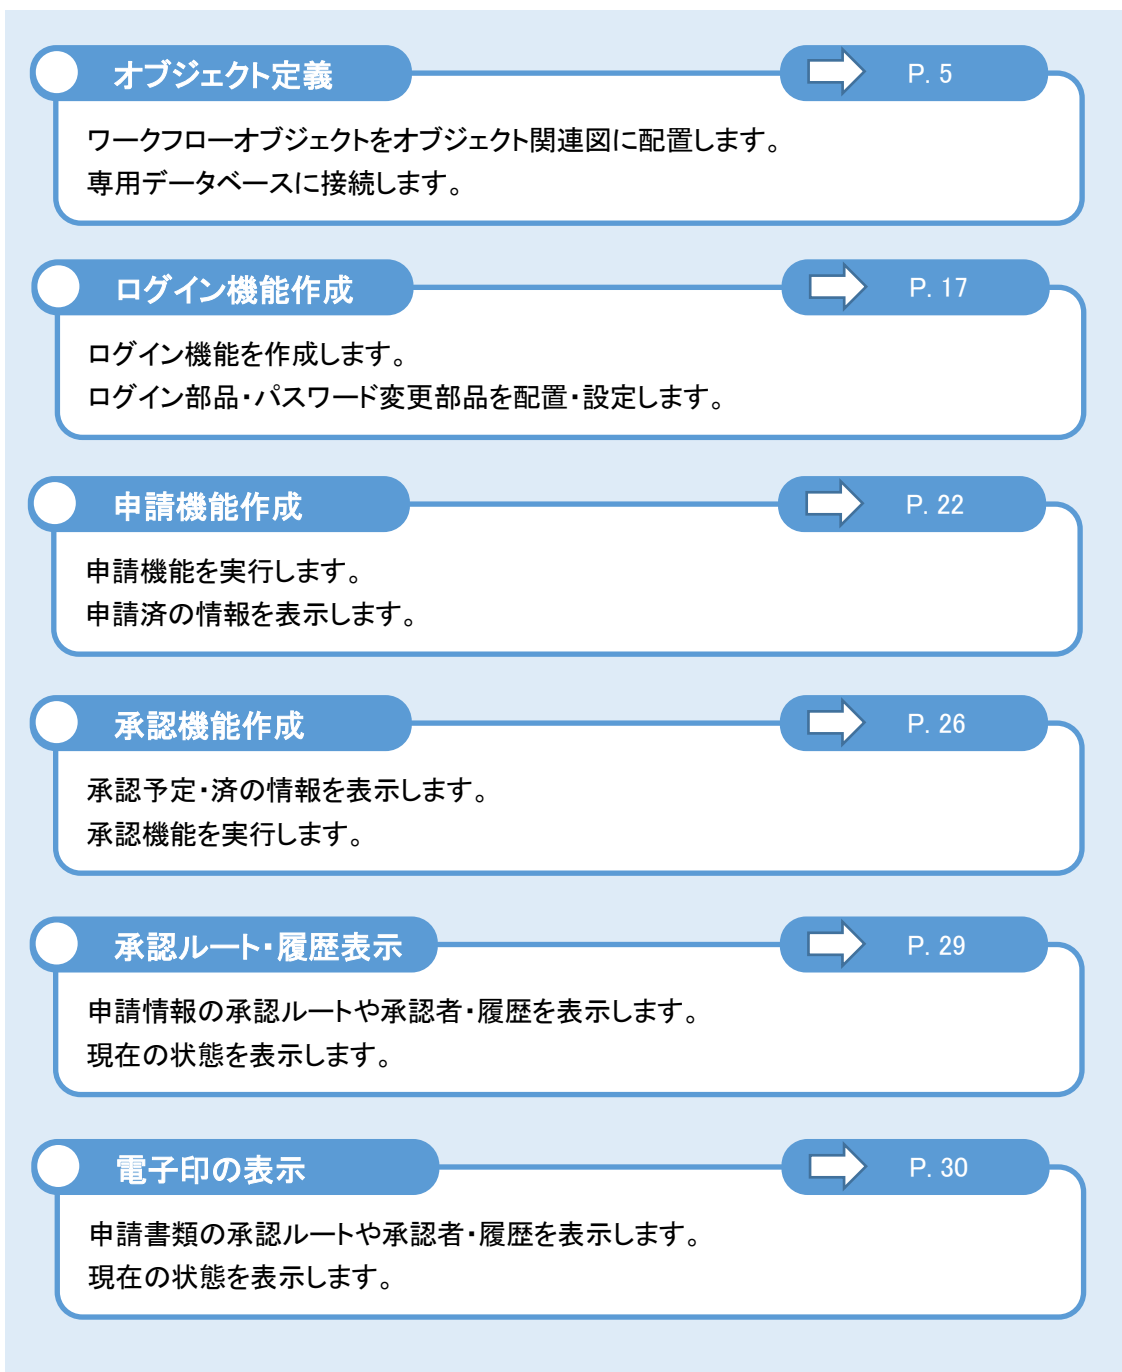 オブジェクト定義
P. 5
ワークフローオブジェクトをオブジェクト関連図に配置します。
専用データベースに接続します。
ログイン機能作成
P. 17
ログイン機能を作成します。
ログイン部品・パスワード変更部品を配置・設定します。
申請機能作成
P. 22
申請機能を実行します。
申請済の情報を表示します。
承認機能作成
P. 26
承認予定・済の情報を表示します。
承認機能を実行します。
承認ルート・履歴表示
P. 29
申請情報の承認ルートや承認者・履歴を表示します。
現在の状態を表示します。
電子印の表示
P. 30
申請書類の承認ルートや承認者・履歴を表示します。
現在の状態を表示します。